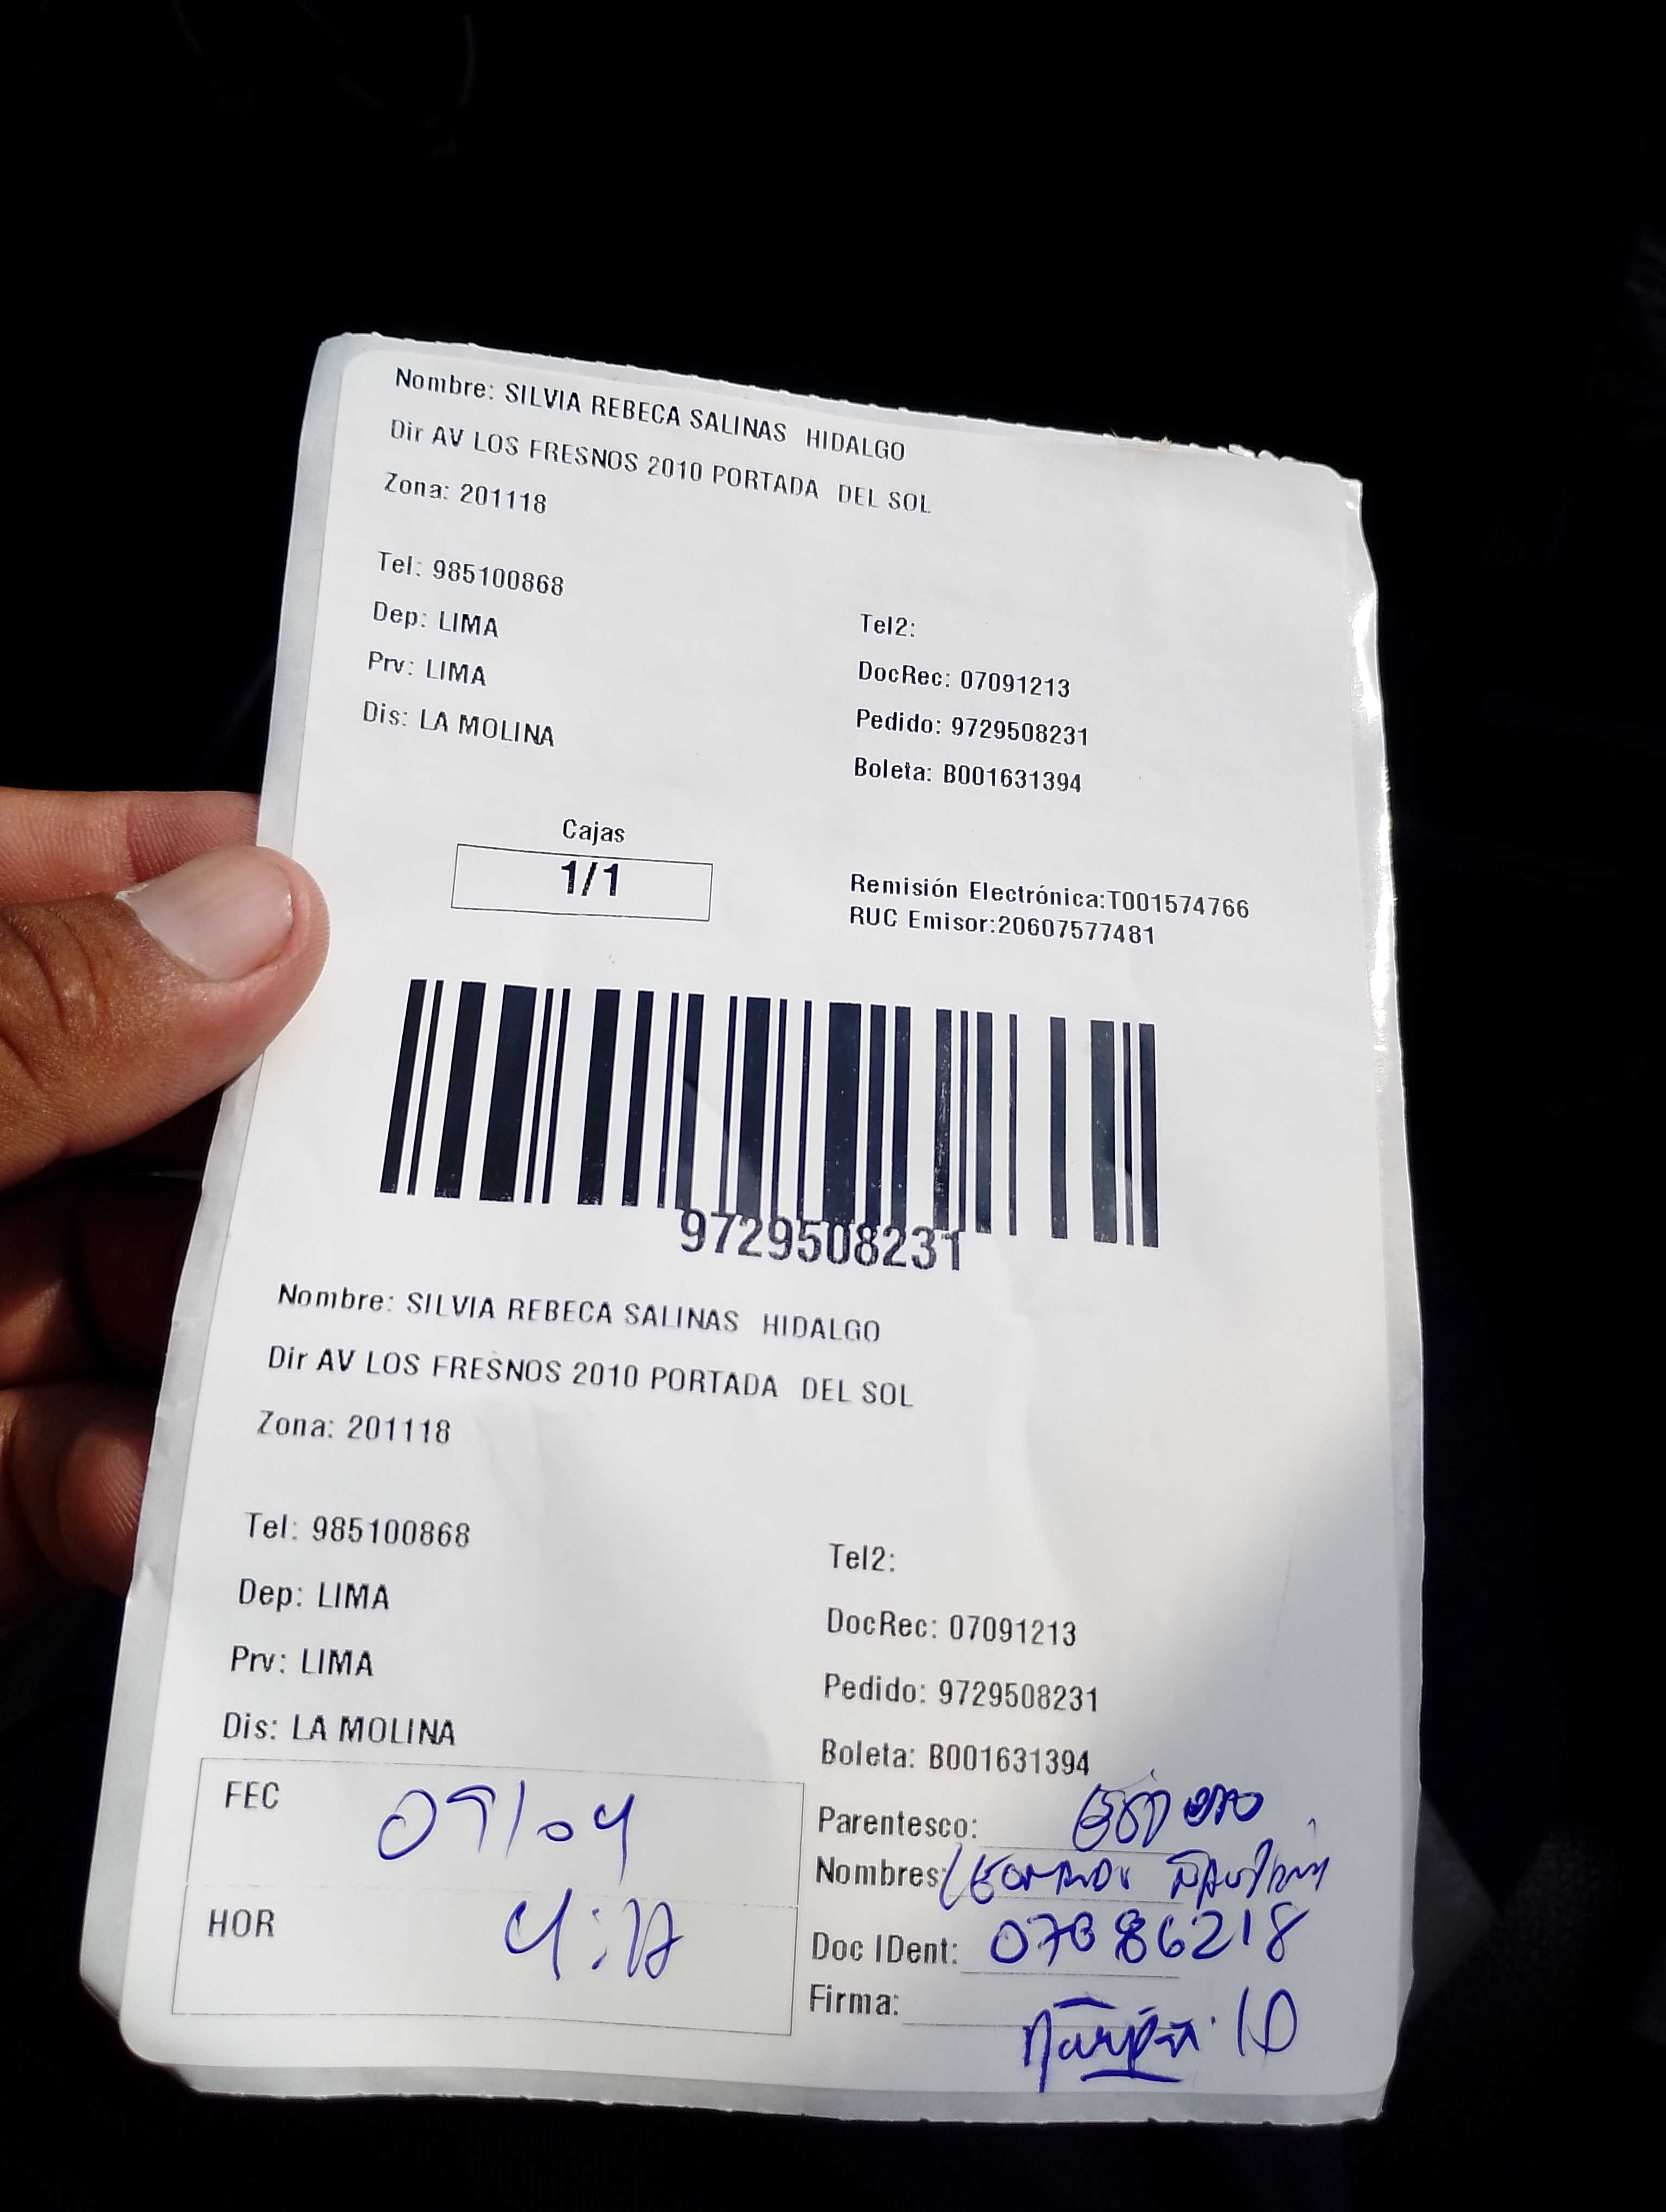 Nombre: SILVIA REBECA SALINAS HIDALGO
Dir AV LOS FRESNOS 2010 PORTADA DEL SOL
Zona: 201118
Tel: 985100868
Tel2:
Dep: LIMA
DocRec: 07091213
Prv: LIMA
Pedido: 9729508231
Dis: LA MOLINA
Boleta: B001631394
Cajas
1/1
Remisión Electrónica:T001574766
RUC Emisor:20607577481
9729508231
Nombre: SILVIA REBECA SALINAS HIDALGO
Dir AV LOS FRESNOS 2010 PORTADA DEL SOL
Zona: 201118
Tel: 985100868
Tel2:
Dep: LIMA
DocRec: 07091213
Prv: LIMA
Pedido: 9729508231
Dis: LA MOLINA
Boleta: B001631394
FEC 09/04
Parentesco:
Nombres:
HOR
Doc IDent: 07886218
Firma: